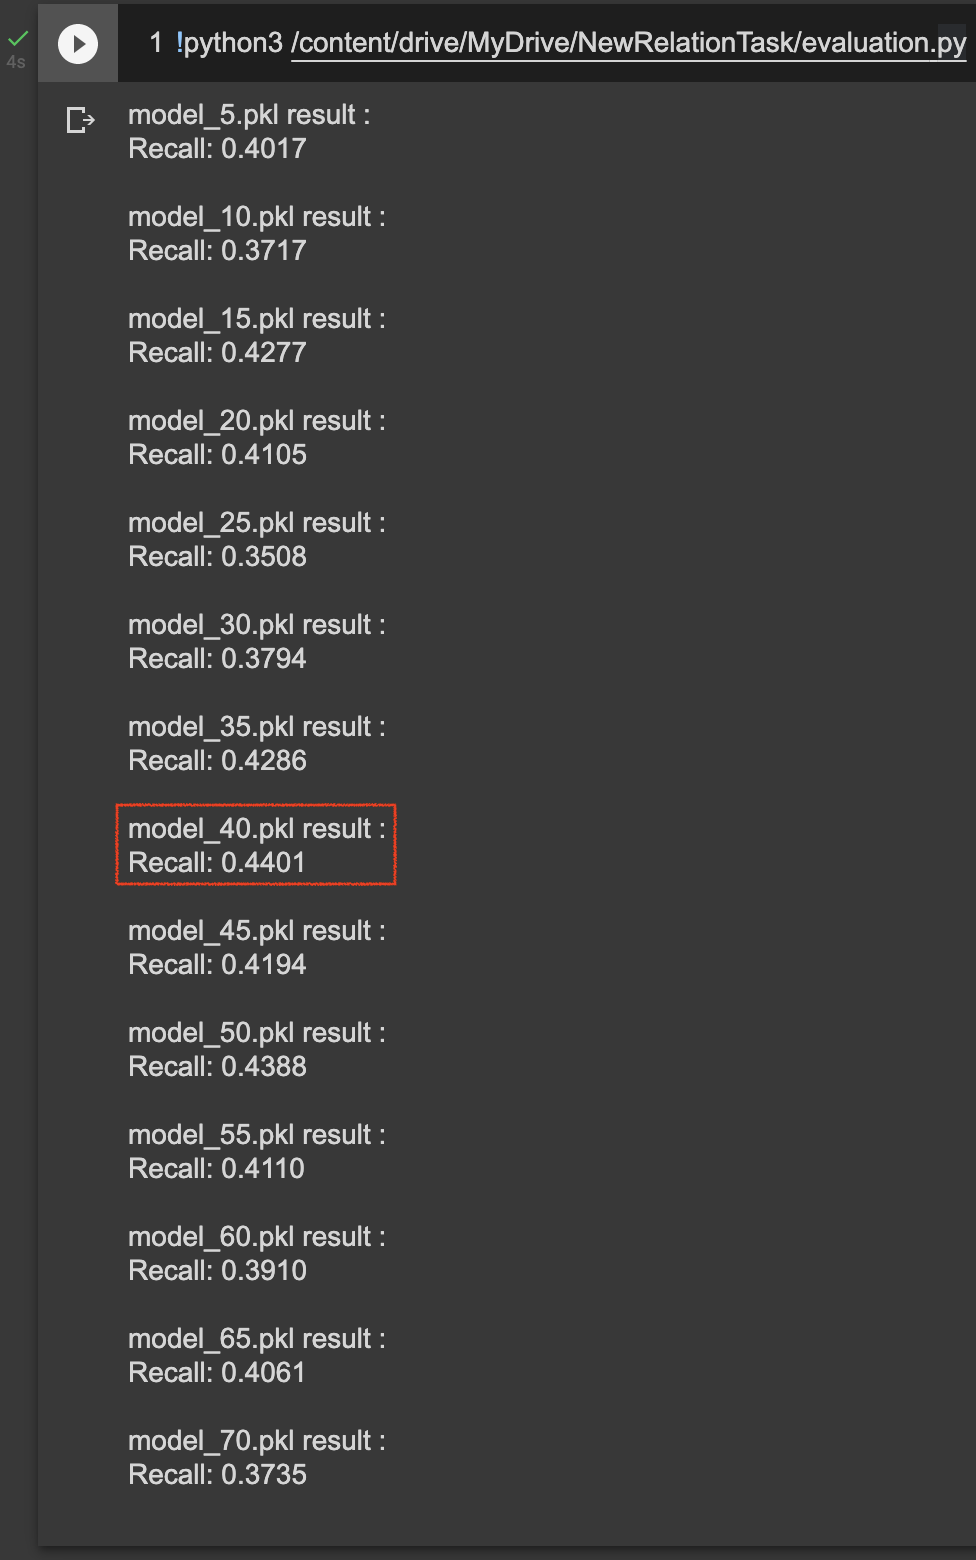 4s
1 !python3 /content/drive/MyDrive/NewRelationTask/evaluation.py
model_5.pkl result :
Recall: 0.4017
model_10.pkl result :
Recall: 0.3717
model_15.pkl result :
Recall: 0.4277
model_20.pkl result :
Recall: 0.4105
model_25.pkl result :
Recall: 0.3508
model_30.pkl result :
Recall: 0.3794
model_35.pkl result :
Recall: 0.4286
model_40.pkl result :
Recall: 0.4401
model_45.pkl result :
Recall: 0.4194
model_50.pkl result :
Recall: 0.4388
model_55.pkl result :
Recall: 0.4110
model_60.pkl result :
Recall: 0.3910
model_65.pkl result :
Recall: 0.4061
model_70.pkl result :
Recall: 0.3735